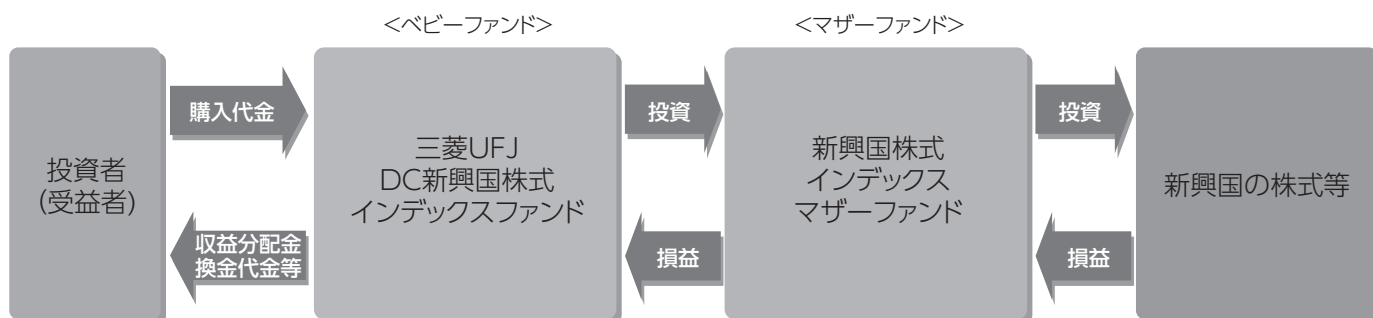 <ベビーファンド>
<マザーファンド>
投資者
(受益者)
購入代金
収益分配金
換金代金等
三菱UFJ
DC新興国株式
インデックスファンド
投資
損益
新興国株式
インデックス
マザーファンド
投資
損益
新興国の株式等